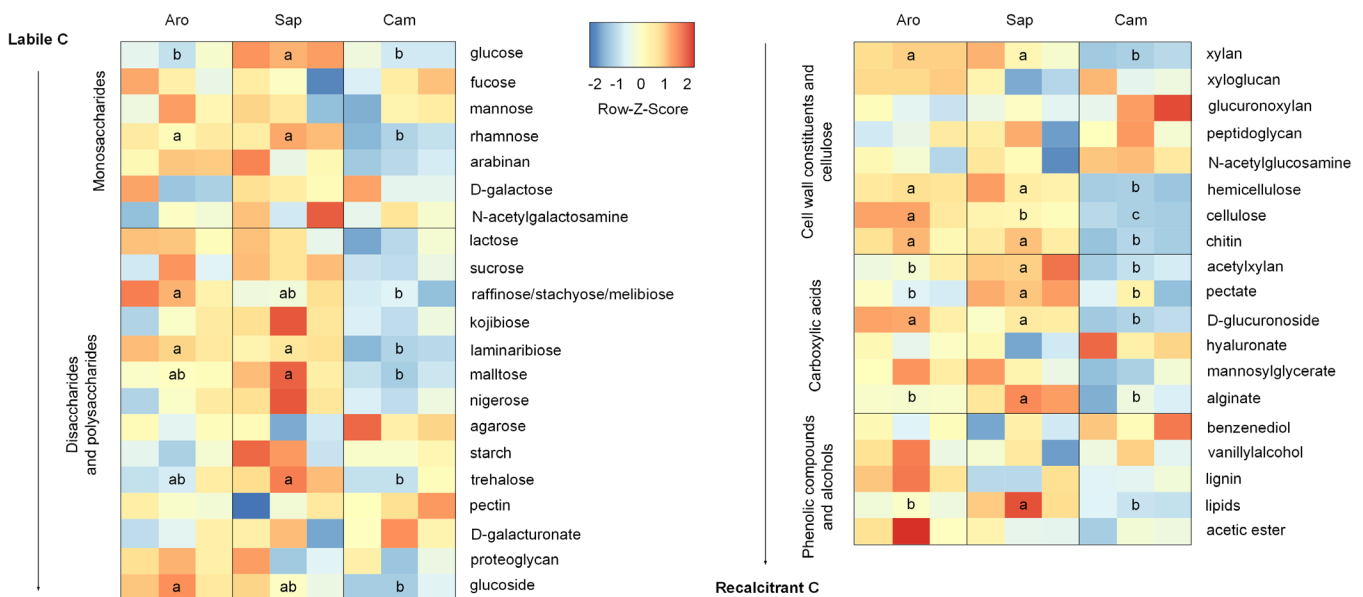 Labile C
Aro Sap Cam
Monosaccharides
b a b glucose
fucose
mannose
a a b rhamnose
arabinan
D-galactose
N-acetylgalactosamine
Disaccharides
and polysaccharides
lactose
sucrose
a ab b raffinose/stachyose/melibiose
kojibiose
a a b laminaribiose
ab a b malltose
nigerose
agarose
starch
ab a b trehalose
pectin
D-galacturonate
proteoglycan
a ab b glucoside
-2 -1 0 1 2
Row-Z-Score
Aro Sap Cam
Cell wall constituents and
cellulose
a a b xylan
xyloglucan
glucuronoxylan
peptidoglycan
N-acetylglucosamine
a a b hemicellulose
a b c cellulose
a a b chitin
Carboxylic acids
b a b acetylxylan
b a b pectate
a a b D-glucuronoside
hyaluronate
mannosylglycerate
b a b alginate
Phenolic compounds
and alcohols
benzenediol
vanillylalcohol
lignin
b a b lipids
acetic ester
Recalcitrant C